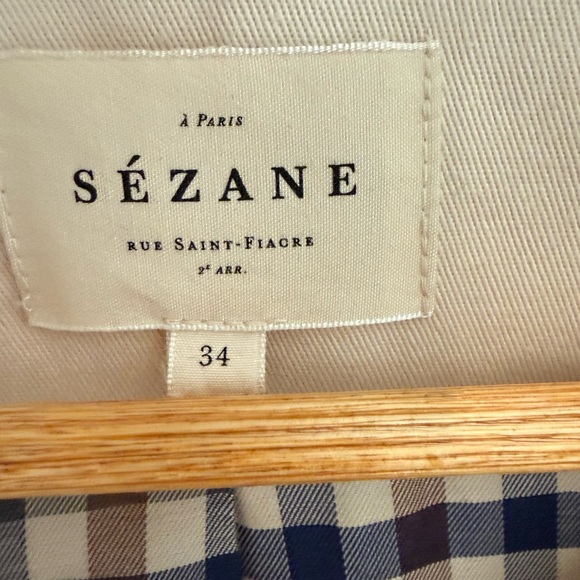 À PARIS
SÉZANE
RUE SAINT-FIACRE
2E ARR.
34